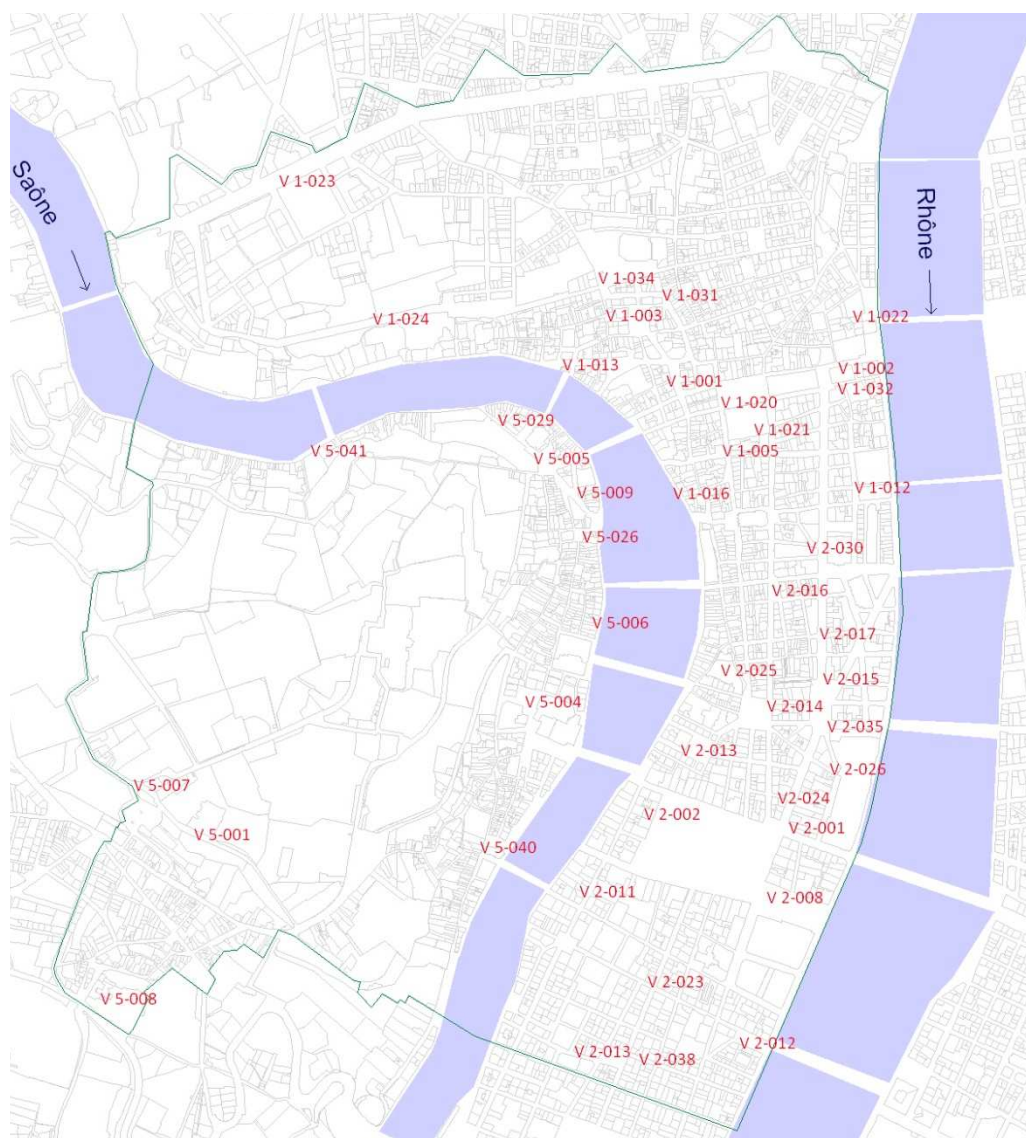 V 1-023
Saône
Rhône
V 1-034
V 1-031
V 1-024
V 1-003
V 1-022
V 1-013
V 1-002
V 1-001
V 1-032
V 1-020
V 5-029
V 1-021
V 5-041
V 1-005
V 5-005
V 1-012
V 5-009
V 1-016
V 5-026
V 2-030
V 2-016
V 5-006
V 2-017
V 2-025
V 2-015
V 5-004
V 2-014
V 2-035
V 2-013
V 2-026
V 5-007
V2-024
V 2-002
V 2-001
V 5-001
V 5-040
V 2-011
V 2-008
V 2-023
V 5-008
V 2-012
V 2-013
V 2-038